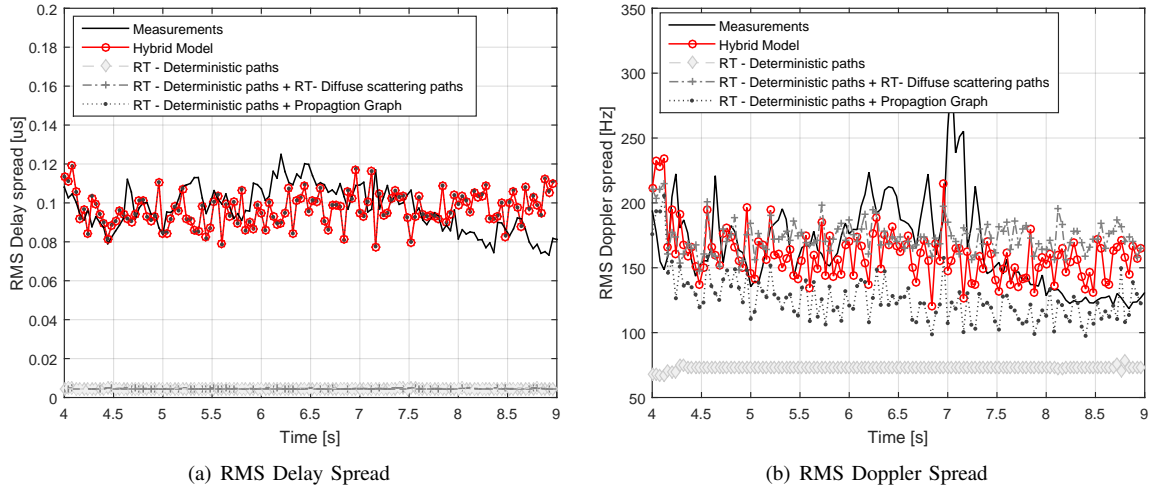 0.2
0.18
0.16
0.14
0.12
0.1
0.08
0.06
0.04
0.02
0
RMS Delay spread [us]
Measurements
Hybrid Model
RT - Deterministic paths
RT - Deterministic paths + RT- Diffuse scattering paths
RT - Deterministic paths + Propagtion Graph
4 4.5 5 5.5 6 6.5 7 7.5 8 8.5 9
Time [s]
(a) RMS Delay Spread
350
300
250
200
150
100
50
RMS Doppler spread [Hz]
Measurements
Hybrid Model
RT - Deterministic paths
RT - Deterministic paths + RT- Diffuse scattering paths
RT - Deterministic paths + Propagtion Graph
4 4.5 5 5.5 6 6.5 7 7.5 8 8.5 9
Time [s]
(b) RMS Doppler Spread